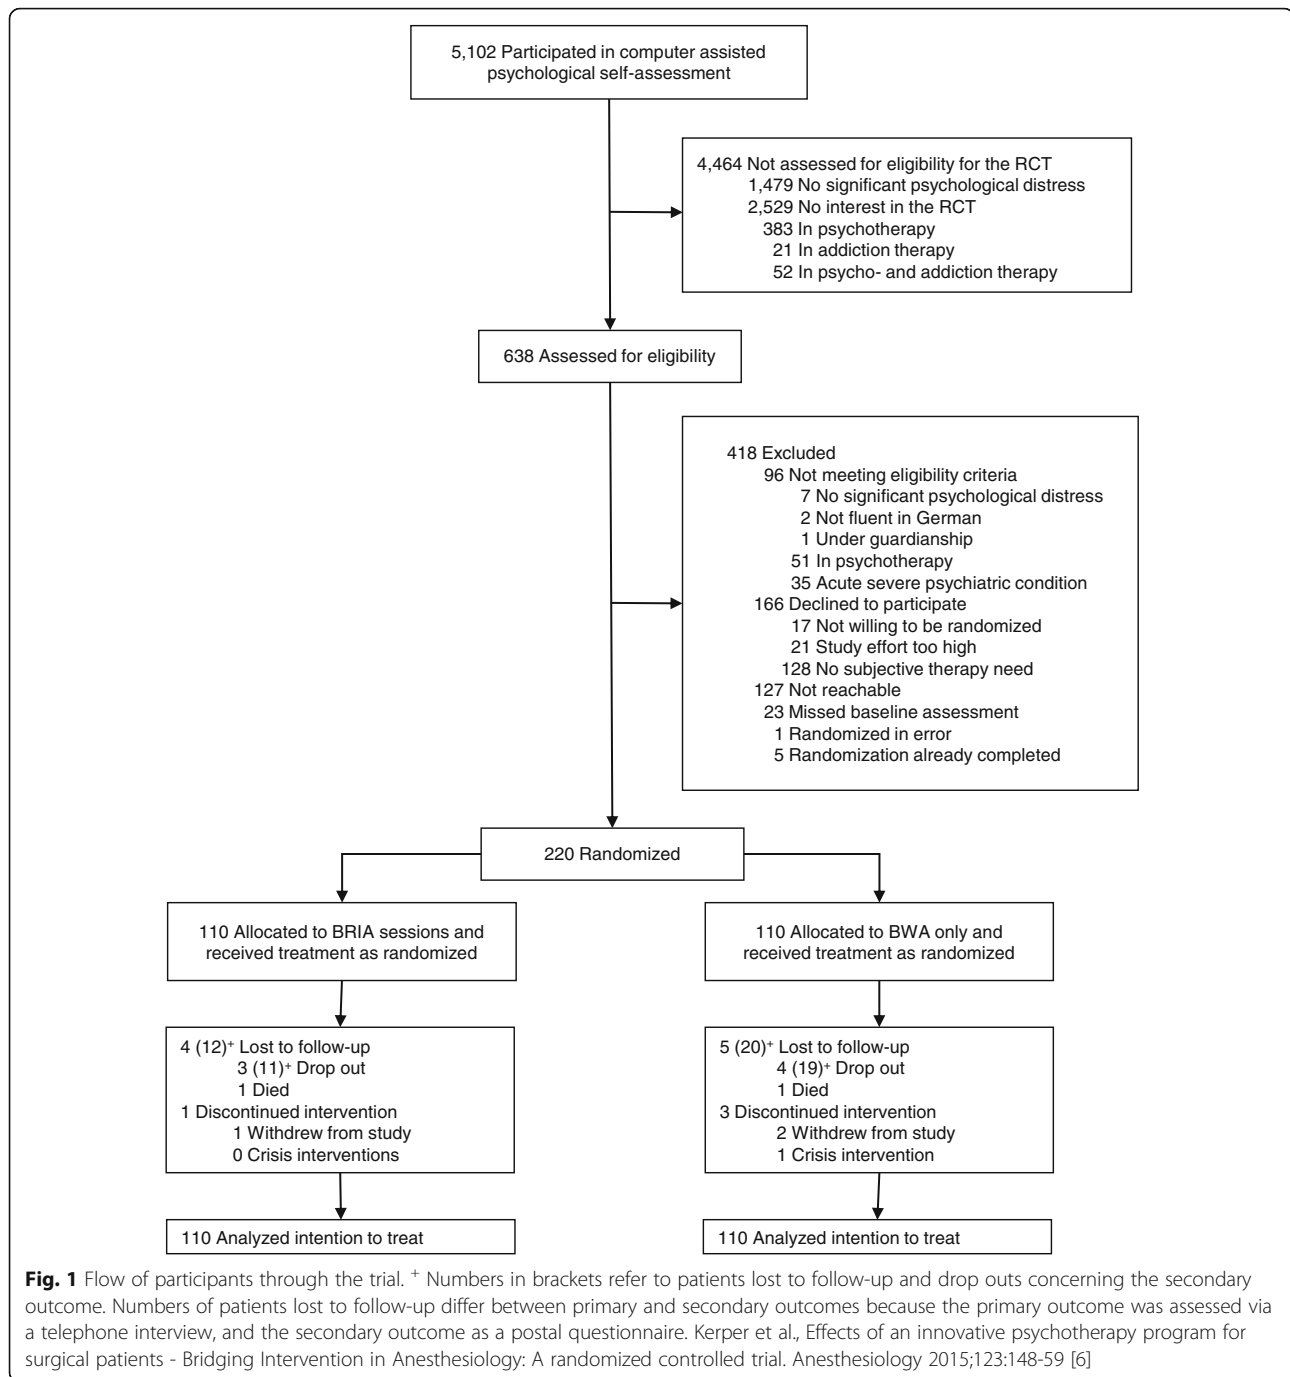 5,102 Participated in computer assisted
psychological self-assessment
4,464 Not assessed for eligibility for the RCT
1,479 No significant psychological distress
2,529 No interest in the RCT
383 In psychotherapy
21 In addiction therapy
52 In psycho- and addiction therapy
638 Assessed for eligibility
418 Excluded
96 Not meeting eligibility criteria
7 No significant psychological distress
2 Not fluent in German
1 Under guardianship
51 In psychotherapy
35 Acute severe psychiatric condition
166 Declined to participate
17 Not willing to be randomized
21 Study effort too high
128 No subjective therapy need
127 Not reachable
23 Missed baseline assessment
1 Randomized in error
5 Randomization already completed
220 Randomized
110 Allocated to BRIA sessions and
received treatment as randomized
110 Allocated to BWA only and
received treatment as randomized
4 (12)+ Lost to follow-up
3 (11)+ Drop out
1 Died
1 Discontinued intervention
1 Withdrew from study
0 Crisis interventions
5 (20)+ Lost to follow-up
4 (19)+ Drop out
1 Died
3 Discontinued intervention
2 Withdrew from study
1 Crisis intervention
110 Analyzed intention to treat
110 Analyzed intention to treat
Fig. 1 Flow of participants through the trial. + Numbers in brackets refer to patients lost to follow-up and drop outs concerning the secondary
outcome. Numbers of patients lost to follow-up differ between primary and secondary outcomes because the primary outcome was assessed via
a telephone interview, and the secondary outcome as a postal questionnaire. Kerper et al., Effects of an innovative psychotherapy program for
surgical patients - Bridging Intervention in Anesthesiology: A randomized controlled trial. Anesthesiology 2015;123:148-59 [6]